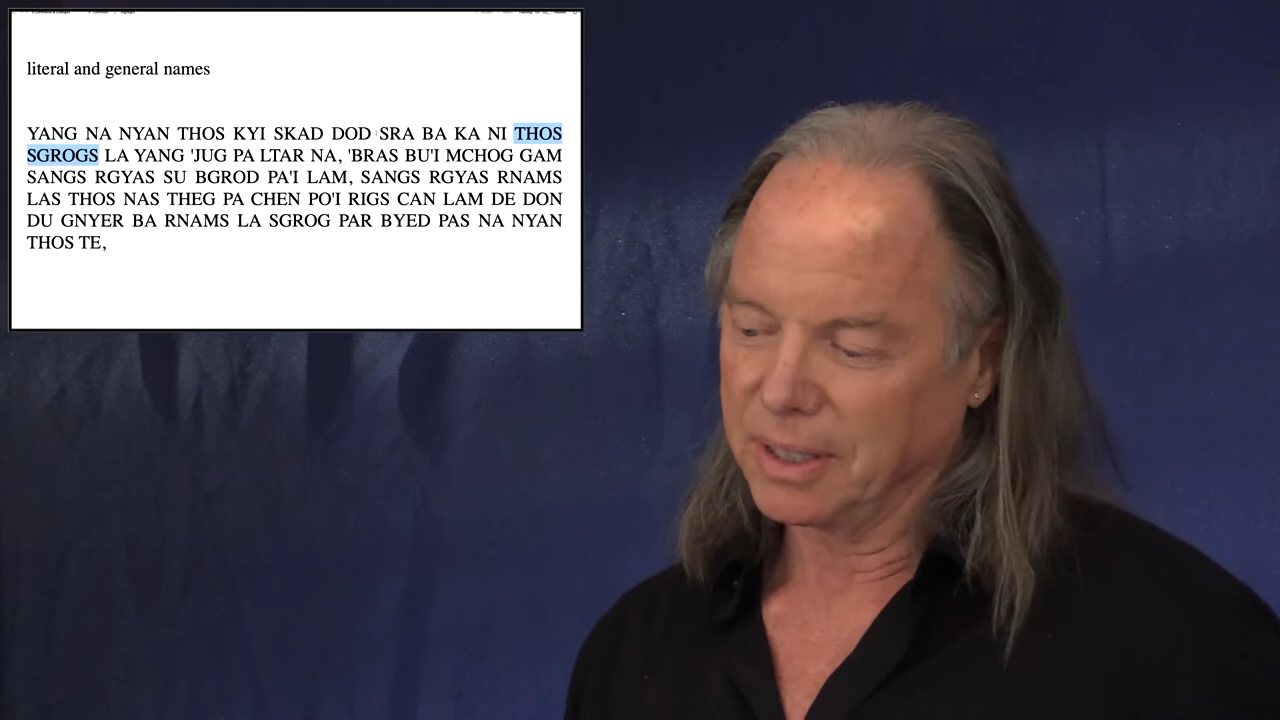 literal and general names
YANG NA NYAN THOS KYI SKAD DOD SRA BA KA NI THOS
SGROGS LA YANG 'JUG PA LTAR NA, 'BRAS BU'I MCHOG GAM
SANGS RGYAS SU BGROD PA'I LAM, SANGS RGYAS RNAMS
LAS THOS NAS THEG PA CHEN PO'I RIGS CAN LAM DE DON
DU GNYER BA RNAMS LA SGROG PAR BYED PAS NA NYAN
THOS TE,